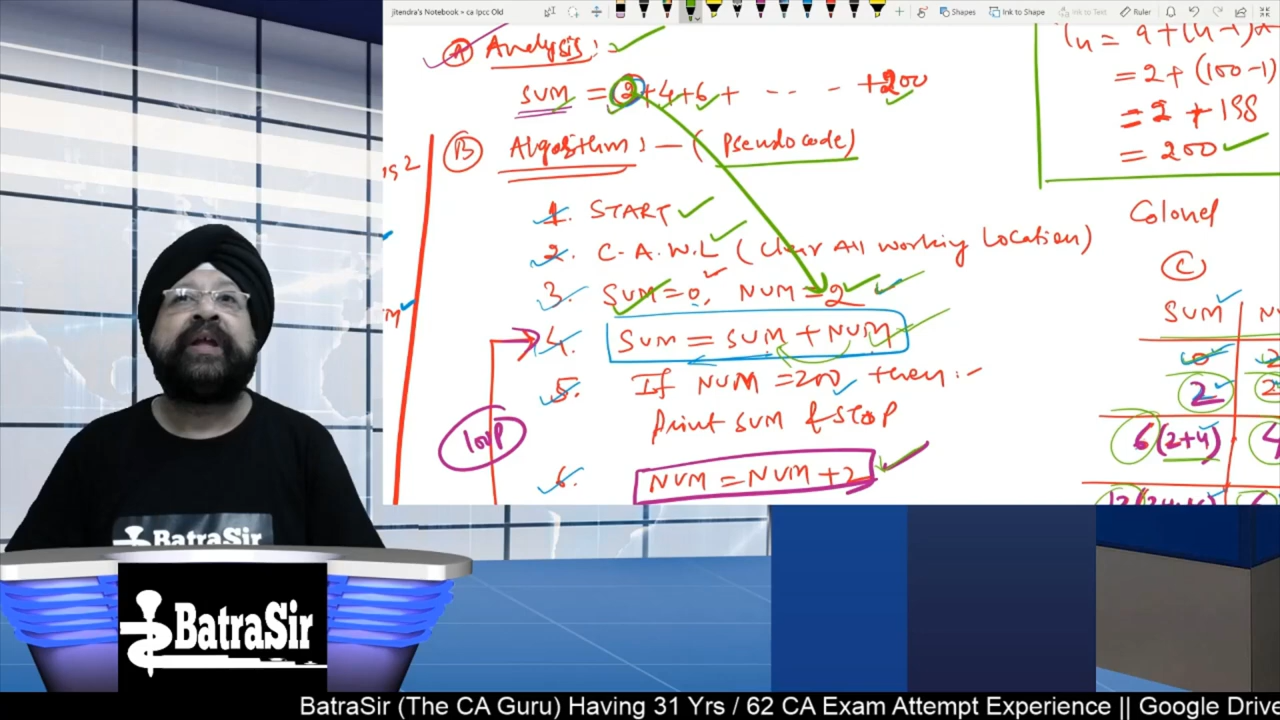 jitendra's Notebook » ca Ipcc Old
Shapes
Ink to Shape
Ink to Text
Ruler
(A) Analysis:-
SUM = 2+4+6+ - - - - +200
(B) Algorithm :- (Pseudocode)
1. START
2. C.A.W.L (Clear All Working Location)
3. SUM=0, NUM=2
4. SUM = SUM + NUM
5. If NUM =200 then:-
Print SUM & STOP
loop
6. NUM = NUM +2
= 2 + (100-1)
= 2 + 198
= 200
(C)
SUM
0
2
2
2
6 (2+4)
4
BatraSir
BatraSir
BatraSir (The CA Guru) Having 31 Yrs / 62 CA Exam Attempt Experience || Google Drive